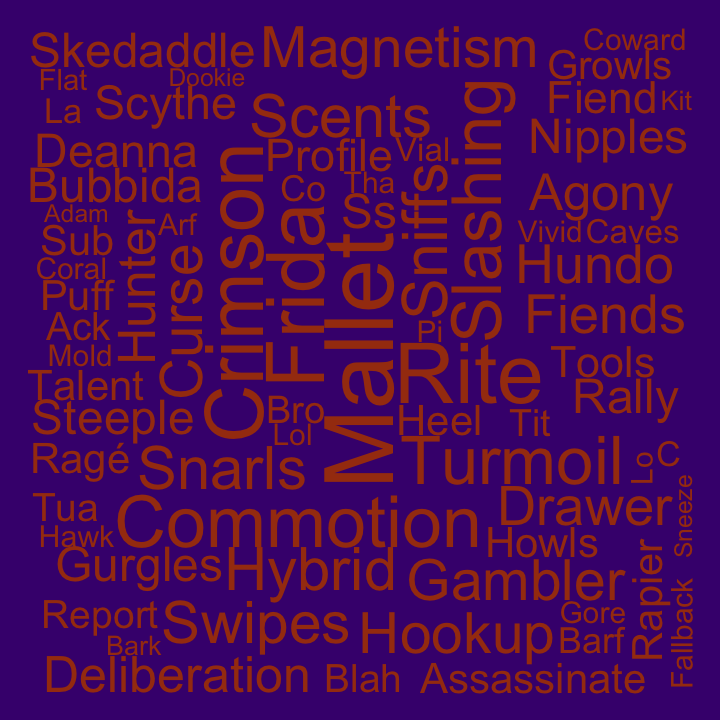 Skedaddle
Magnetism
Coward
Growls
Flat
Dookie
Fiend
Kit
La
Scythe
Scents
Slashing
Nipples
Deanna
Profile
Vial
Bubbida
Co
Tha
Agony
Adam
Arf
Ss
Sniffs
Vivid
Caves
Sub
Hunter
Crimson
Frida
Mallet
Coral
Curse
Hundo
Puff
Fiends
Ack
Pi
Mold
Rite
Tools
Talent
Rally
Steeple
Bro
Heel
Tit
Lol
Ragé
Snarls
Turmoil
Lo
C
Tua
Commotion
Drawer
Sneeze
Hawk
Howls
Gurgles
Hybrid
Gambler
Rapier
Fallback
Report
Swipes
Hookup
Gore
Bark
Barf
Deliberation
Blah
Assassinate